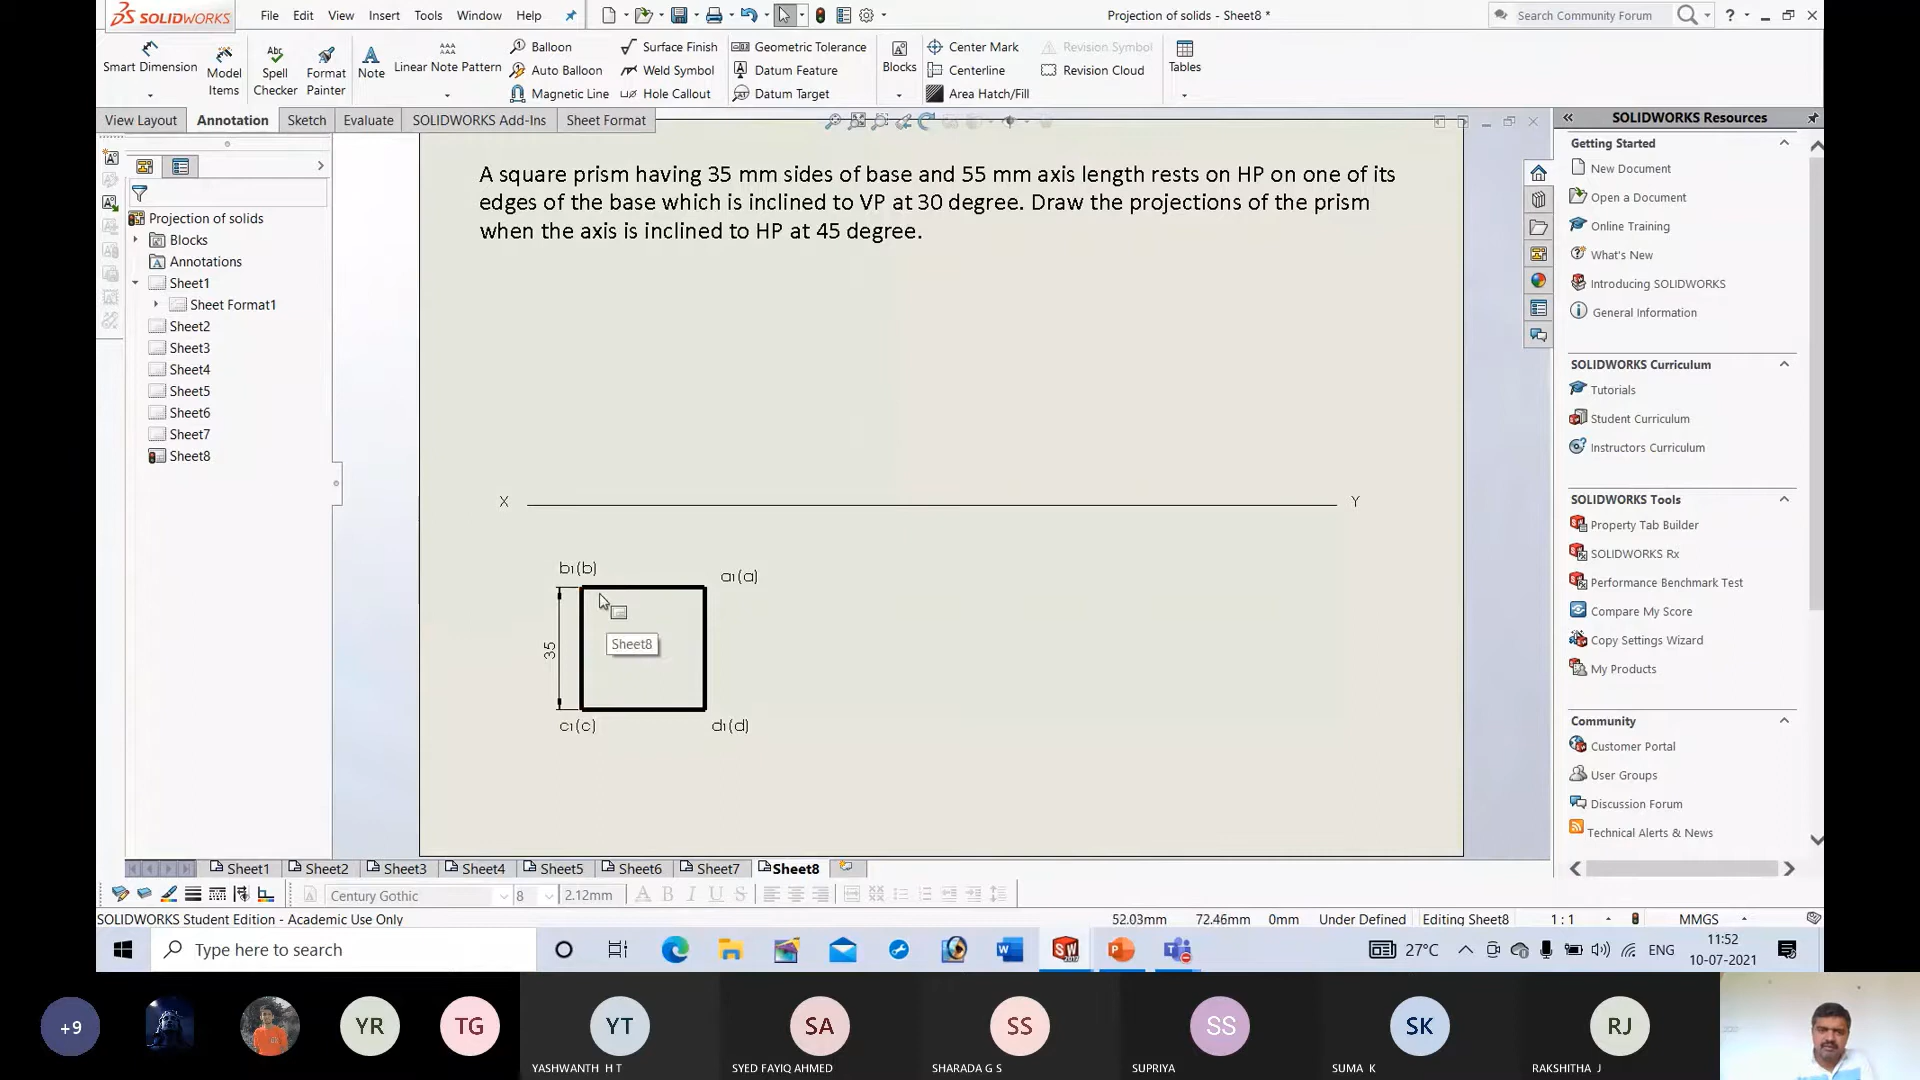 SOLIDWORKS File Edit View Insert Tools Window Help Projection of solids - Sheet8 * Search Community Forum ?
Smart Dimension Model Items Spell Checker Format Painter Note Linear Note Pattern
Balloon Surface Finish Geometric Tolerance Blocks Center Mark Revision Symbol Tables
Auto Balloon Weld Symbol Datum Feature Centerline Revision Cloud
Magnetic Line Hole Callout Datum Target Area Hatch/Fill
View Layout Annotation Sketch Evaluate SOLIDWORKS Add-Ins Sheet Format
Projection of solids
Blocks
Annotations
Sheet1
Sheet Format1
Sheet2
Sheet3
Sheet4
Sheet5
Sheet6
Sheet7
Sheet8
A square prism having 35 mm sides of base and 55 mm axis length rests on HP on one of its
edges of the base which is inclined to VP at 30 degree. Draw the projections of the prism
when the axis is inclined to HP at 45 degree.
X Y
b1(b) a1(a)
35
Sheet8
c1(c) d1(d)
SOLIDWORKS Resources
Getting Started
New Document
Open a Document
Online Training
What's New
Introducing SOLIDWORKS
General Information
SOLIDWORKS Curriculum
Tutorials
Student Curriculum
Instructors Curriculum
SOLIDWORKS Tools
Property Tab Builder
SOLIDWORKS Rx
Performance Benchmark Test
Compare My Score
Copy Settings Wizard
My Products
Community
Customer Portal
User Groups
Discussion Forum
Technical Alerts & News
Sheet1 Sheet2 Sheet3 Sheet4 Sheet5 Sheet6 Sheet7 Sheet8
Century Gothic 8 2.12mm A B I U S
SOLIDWORKS Student Edition - Academic Use Only 52.03mm 72.46mm 0mm Under Defined Editing Sheet8 1 : 1 MMGS
Type here to search 27°C ENG 11:52
10-07-2021
+9 YR TG YT SA SS SS SK RJ
YASHWANTH H T SYED FAYIQ AHMED SHARADA G S SUPRIYA SUMA K RAKSHITHA J